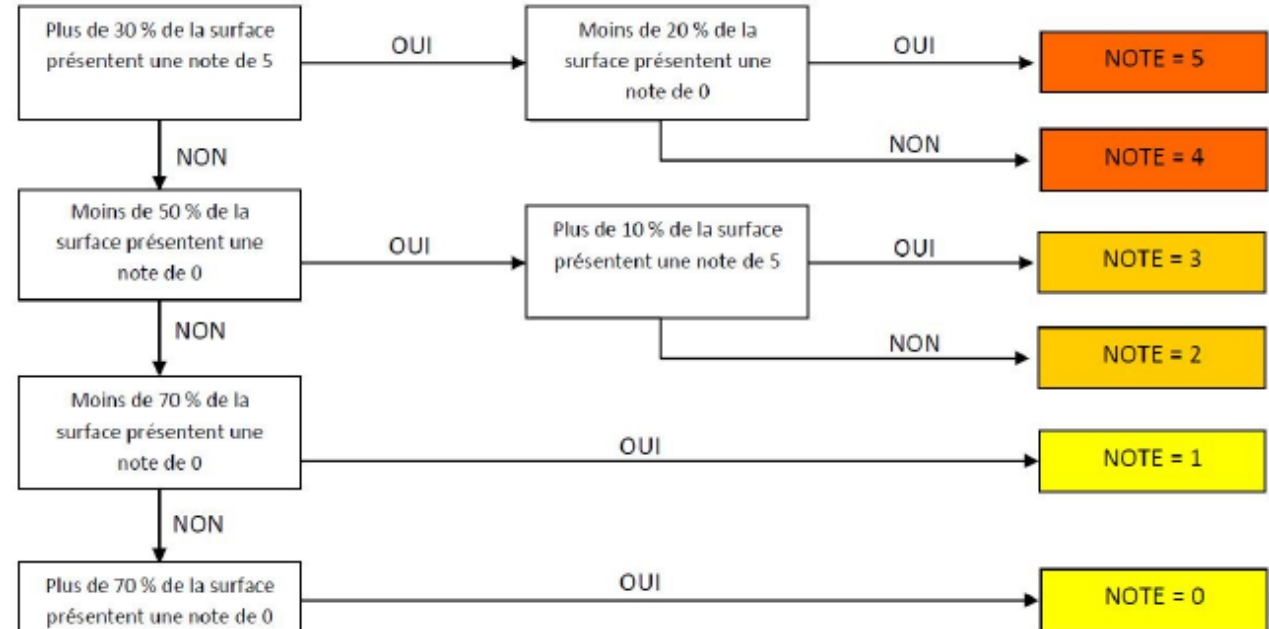 Plus de 30 % de la surface
présentent une note de 5
OUI
Moins de 20 % de la
surface présentent une
note de 0
OUI
NOTE = 5
NON
NOTE = 4
NON
Moins de 50 % de la
surface présentent une
note de 0
OUI
Plus de 10 % de la surface
présentent une note de 5
OUI
NOTE = 3
NON
NOTE = 2
NON
Moins de 70 % de la
surface présentent une
note de 0
OUI
NOTE = 1
NON
Plus de 70 % de la surface
présentent une note de 0
OUI
NOTE = 0